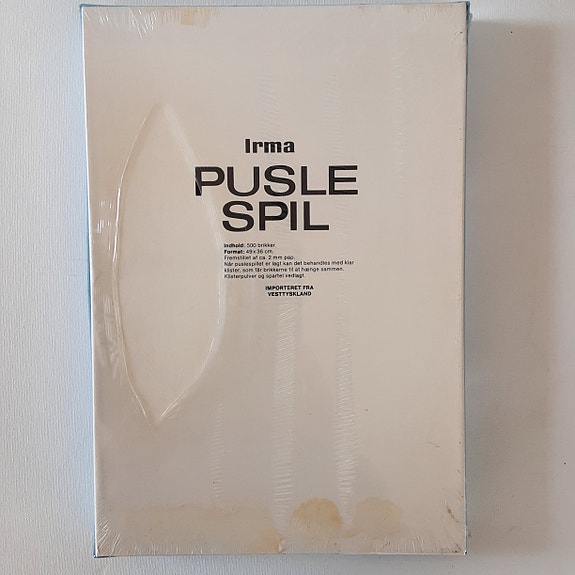 Irma
PUSLE
SPIL
Indhold: 500 brikker.
Format: 49 x 36 cm.
Fremstillet af ca. 2 mm pap.
Når puslespillet er lagt kan det behandles med klar
klister, som får brikkerne til at hænge sammen.
Klisterpulver og spartel vedlagt.
IMPORTERET FRA
VESTTYSKLAND